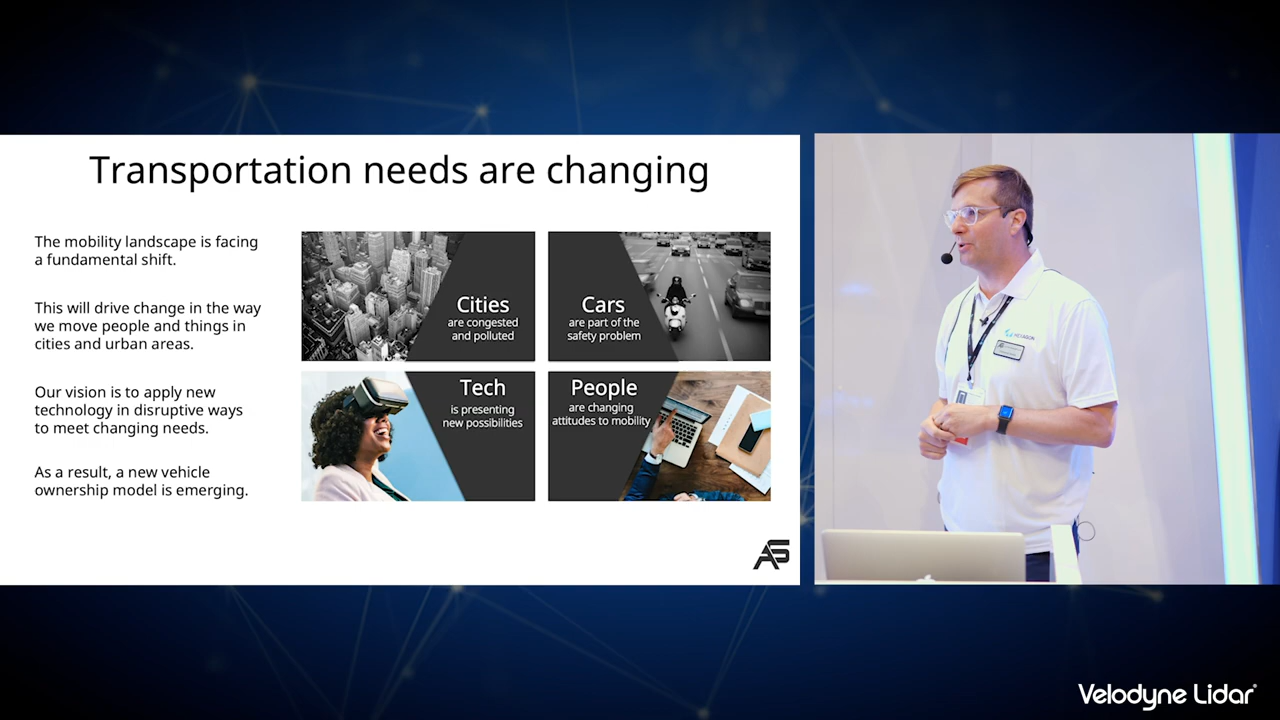 Transportation needs are changing
The mobility landscape is facing
a fundamental shift.
This will drive change in the way
we move people and things in
cities and urban areas.
Our vision is to apply new
technology in disruptive ways
to meet changing needs.
As a result, a new vehicle
ownership model is emerging.
Cities
are congested
and polluted
Cars
are part of the
safety problem
Tech
is presenting
new possibilities
People
are changing
attitudes to mobility
AS
HEXAGON
Velodyne Lidar®